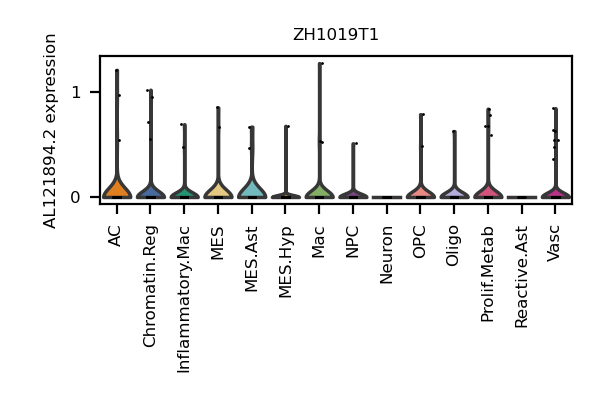 ZH1019T1
AL121894.2 expression
1
0
AC
Chromatin.Reg
Inflammatory.Mac
MES
MES.Ast
MES.Hyp
Mac
NPC
Neuron
OPC
Oligo
Prolif.Metab
Reactive.Ast
Vasc